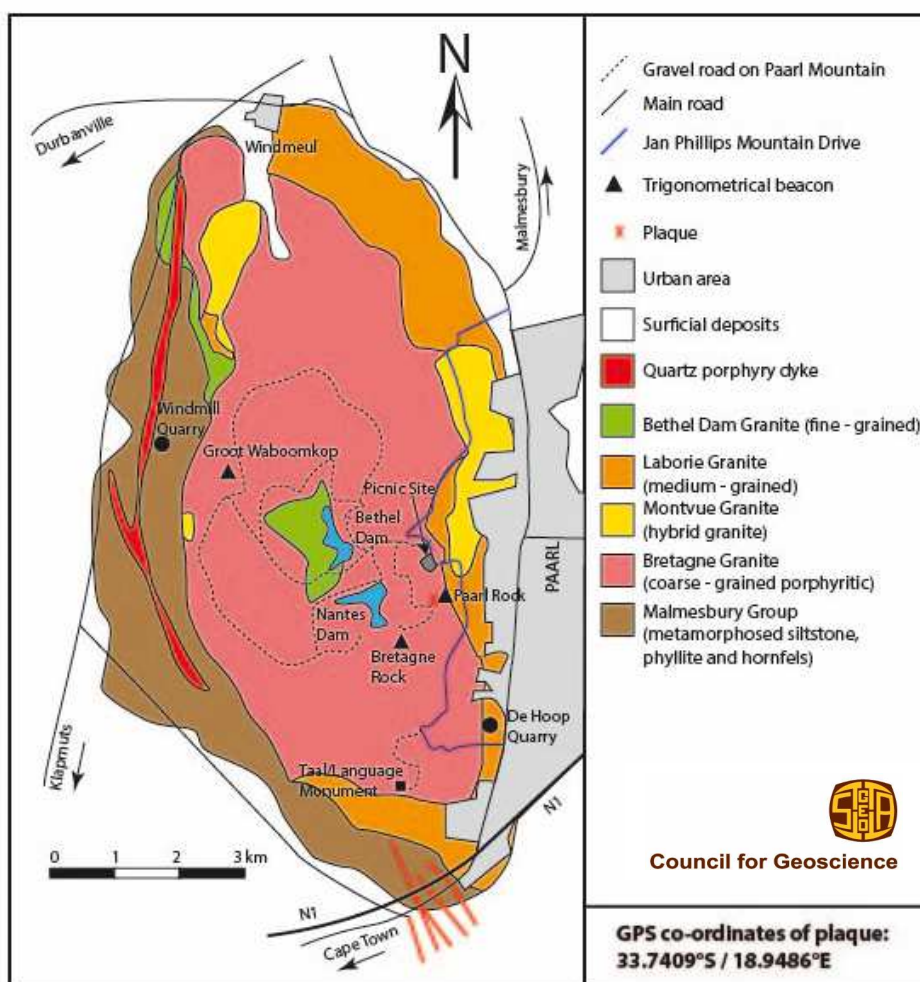 N
Durbanville
Windmeul
Malmesbury
Windmill
Quarry
Groot Waboomkop
Picnic Site
Bethel
Dam
PAARL
Paarl Rock
Nantes
Dam
Bretagne
Rock
De Hoop
Quarry
Klapmuts
Taal/Language
Monument
N1
0 1 2 3 km
N1
Cape Town
Gravel road on Paarl Mountain
Main road
Jan Phillips Mountain Drive
Trigonometrical beacon
Plaque
Urban area
Surficial deposits
Quartz porphyry dyke
Bethel Dam Granite (fine - grained)
Laborie Granite
(medium - grained)
Montvue Granite
(hybrid granite)
Bretagne Granite
(coarse - grained porphyritic)
Malmesbury Group
(metamorphosed siltstone,
phyllite and hornfels)
Council for Geoscience
GPS co-ordinates of plaque:
33.7409°S / 18.9486°E